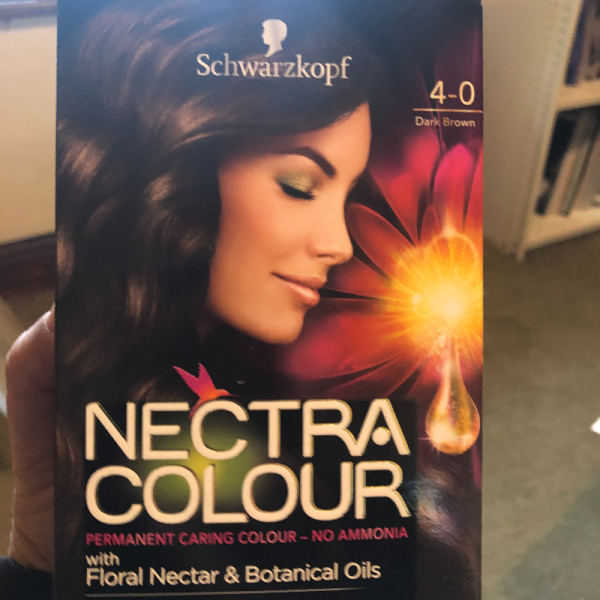 Schwarzkopf
4-0
Dark Brown
NECTRA
COLOUR
PERMANENT CARING COLOUR – NO AMMONIA
with
Floral Nectar & Botanical Oils